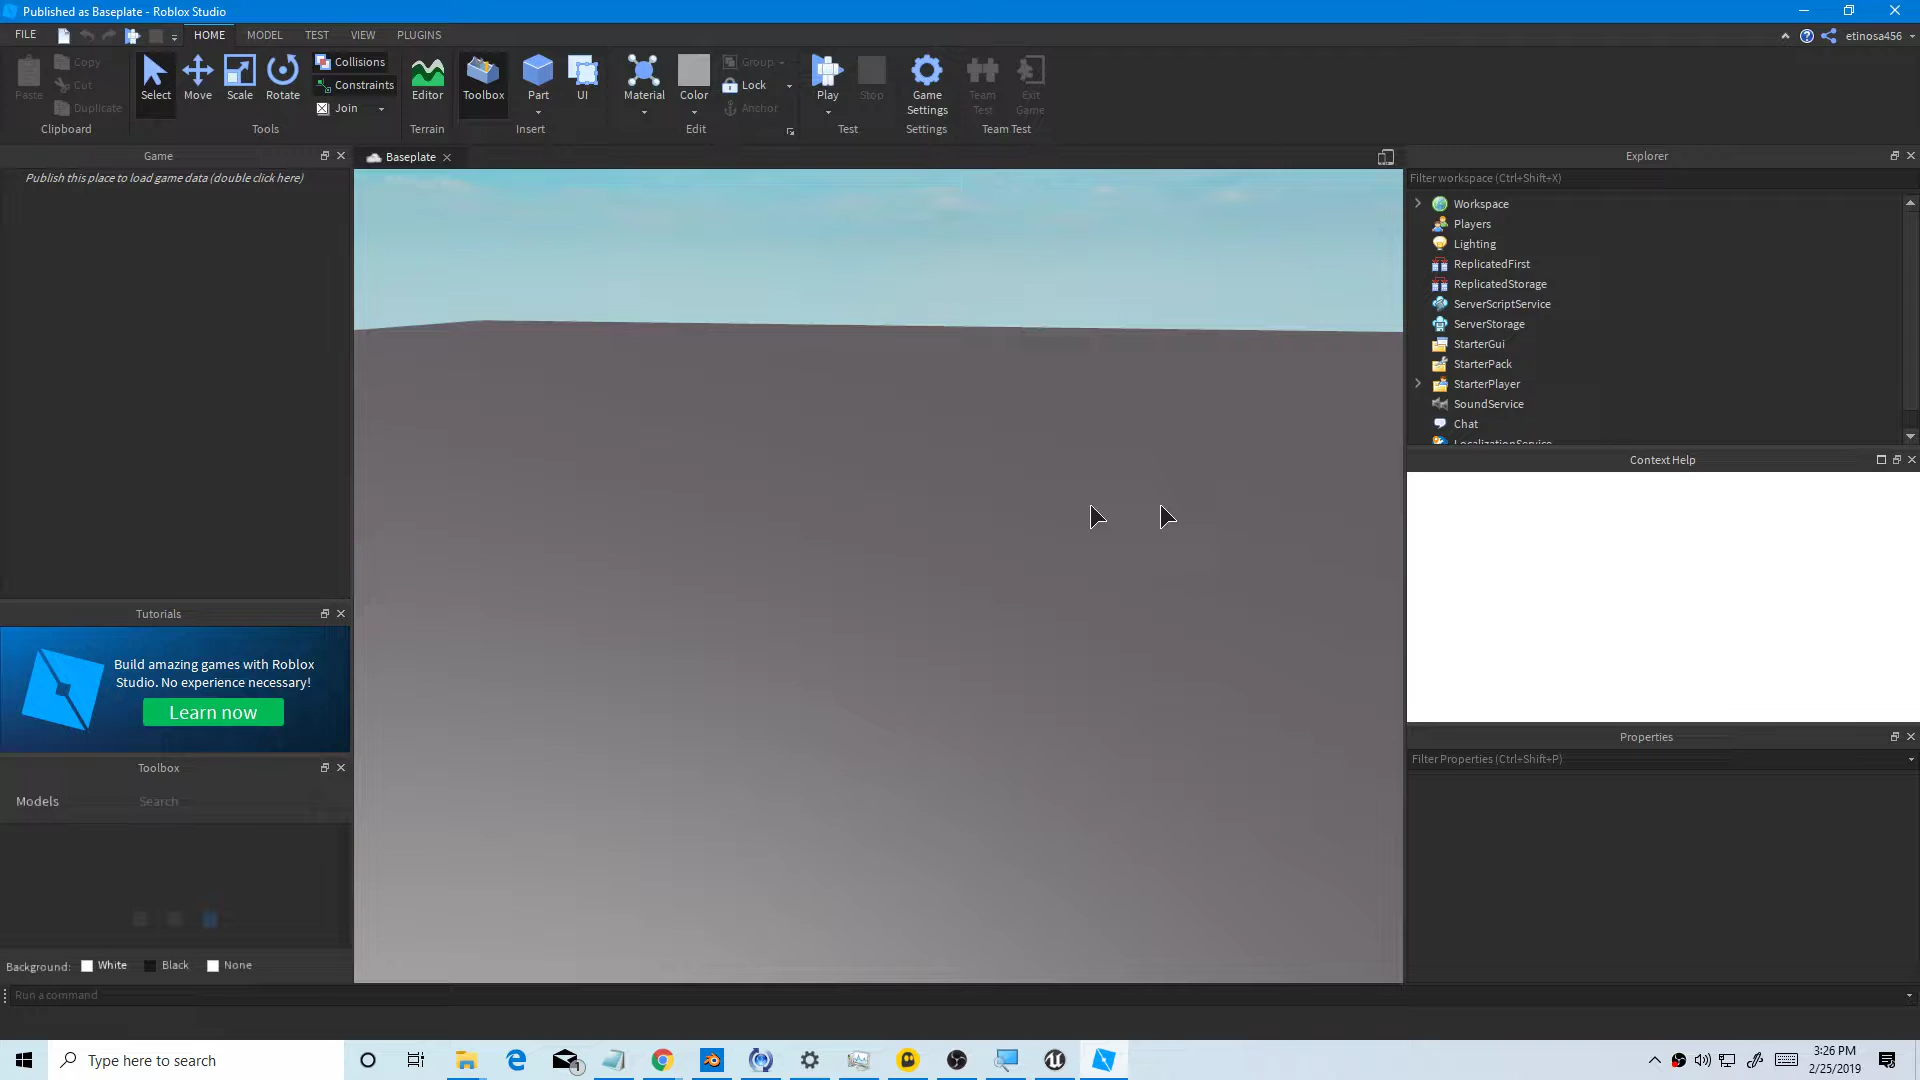 Published as Baseplate - Roblox Studio
FILE HOME MODEL TEST VIEW PLUGINS etinosa456
Paste Copy Cut Duplicate
Clipboard
Select Move Scale Rotate
Collisions
Constraints
Join
Tools
Editor
Terrain
Toolbox Part UI
Insert
Material Color
Group
Lock
Anchor
Edit
Play Stop
Test
Game Settings
Settings
Team Test Exit Game
Team Test
Game
Publish this place to load game data (double click here)
Baseplate
Explorer
Filter workspace (Ctrl+Shift+X)
Workspace
Players
Lighting
ReplicatedFirst
ReplicatedStorage
ServerScriptService
ServerStorage
StarterGui
StarterPack
StarterPlayer
SoundService
Chat
LocalizationService
Context Help
Properties
Filter Properties (Ctrl+Shift+P)
Tutorials
Build amazing games with Roblox
Studio. No experience necessary!
Learn now
Toolbox
Models Search
Background: White Black None
Run a command
Type here to search
1
3:26 PM
2/25/2019